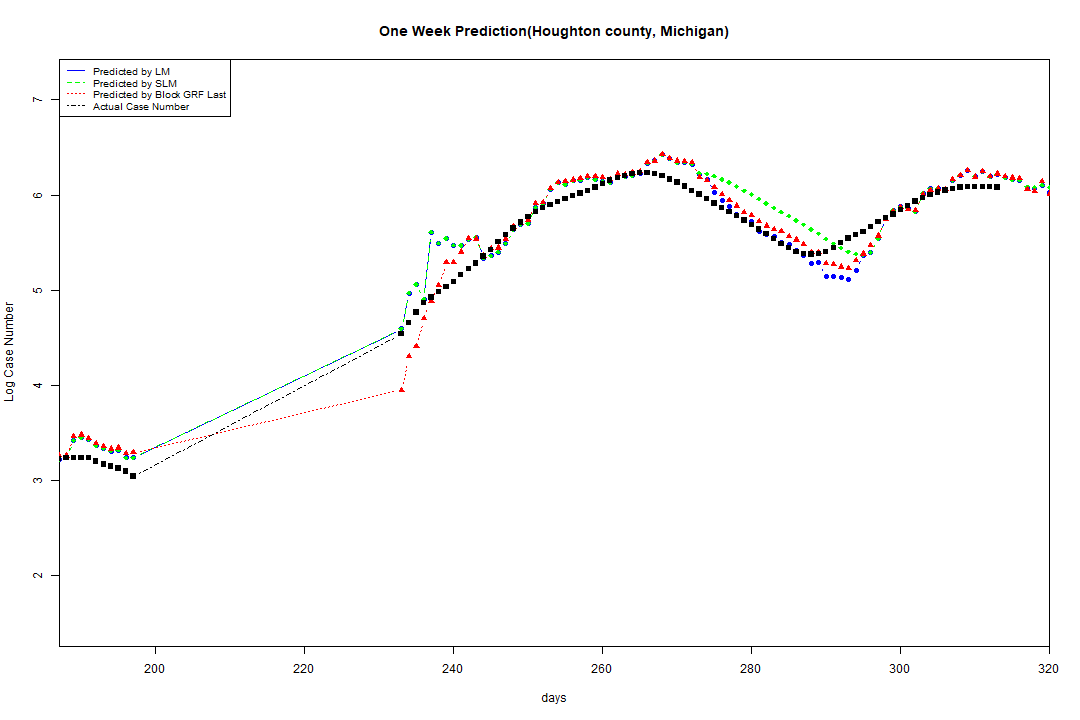 One Week Prediction(Houghton county, Michigan)
Predicted by LM
Predicted by SLM
Predicted by Block GRF Last
Actual Case Number
7
6
5
4
3
2
Log Case Number
200 220 240 260 280 300 320
days